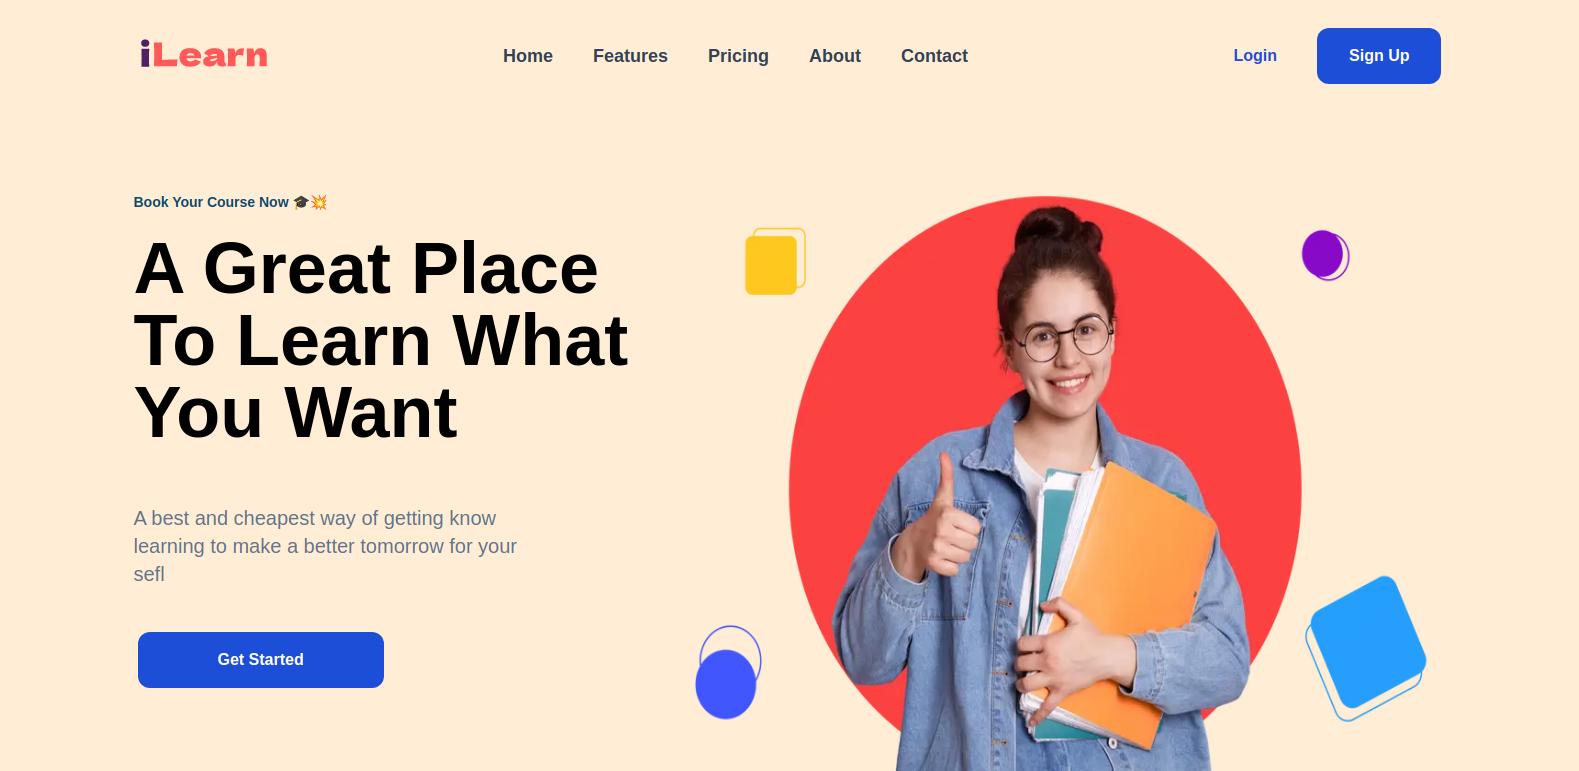 iLearn
Home Features Pricing About Contact
Login
Sign Up
Book Your Course Now 🎓💥
A Great Place
To Learn What
You Want
A best and cheapest way of getting know
learning to make a better tomorrow for your
sefl
Get Started